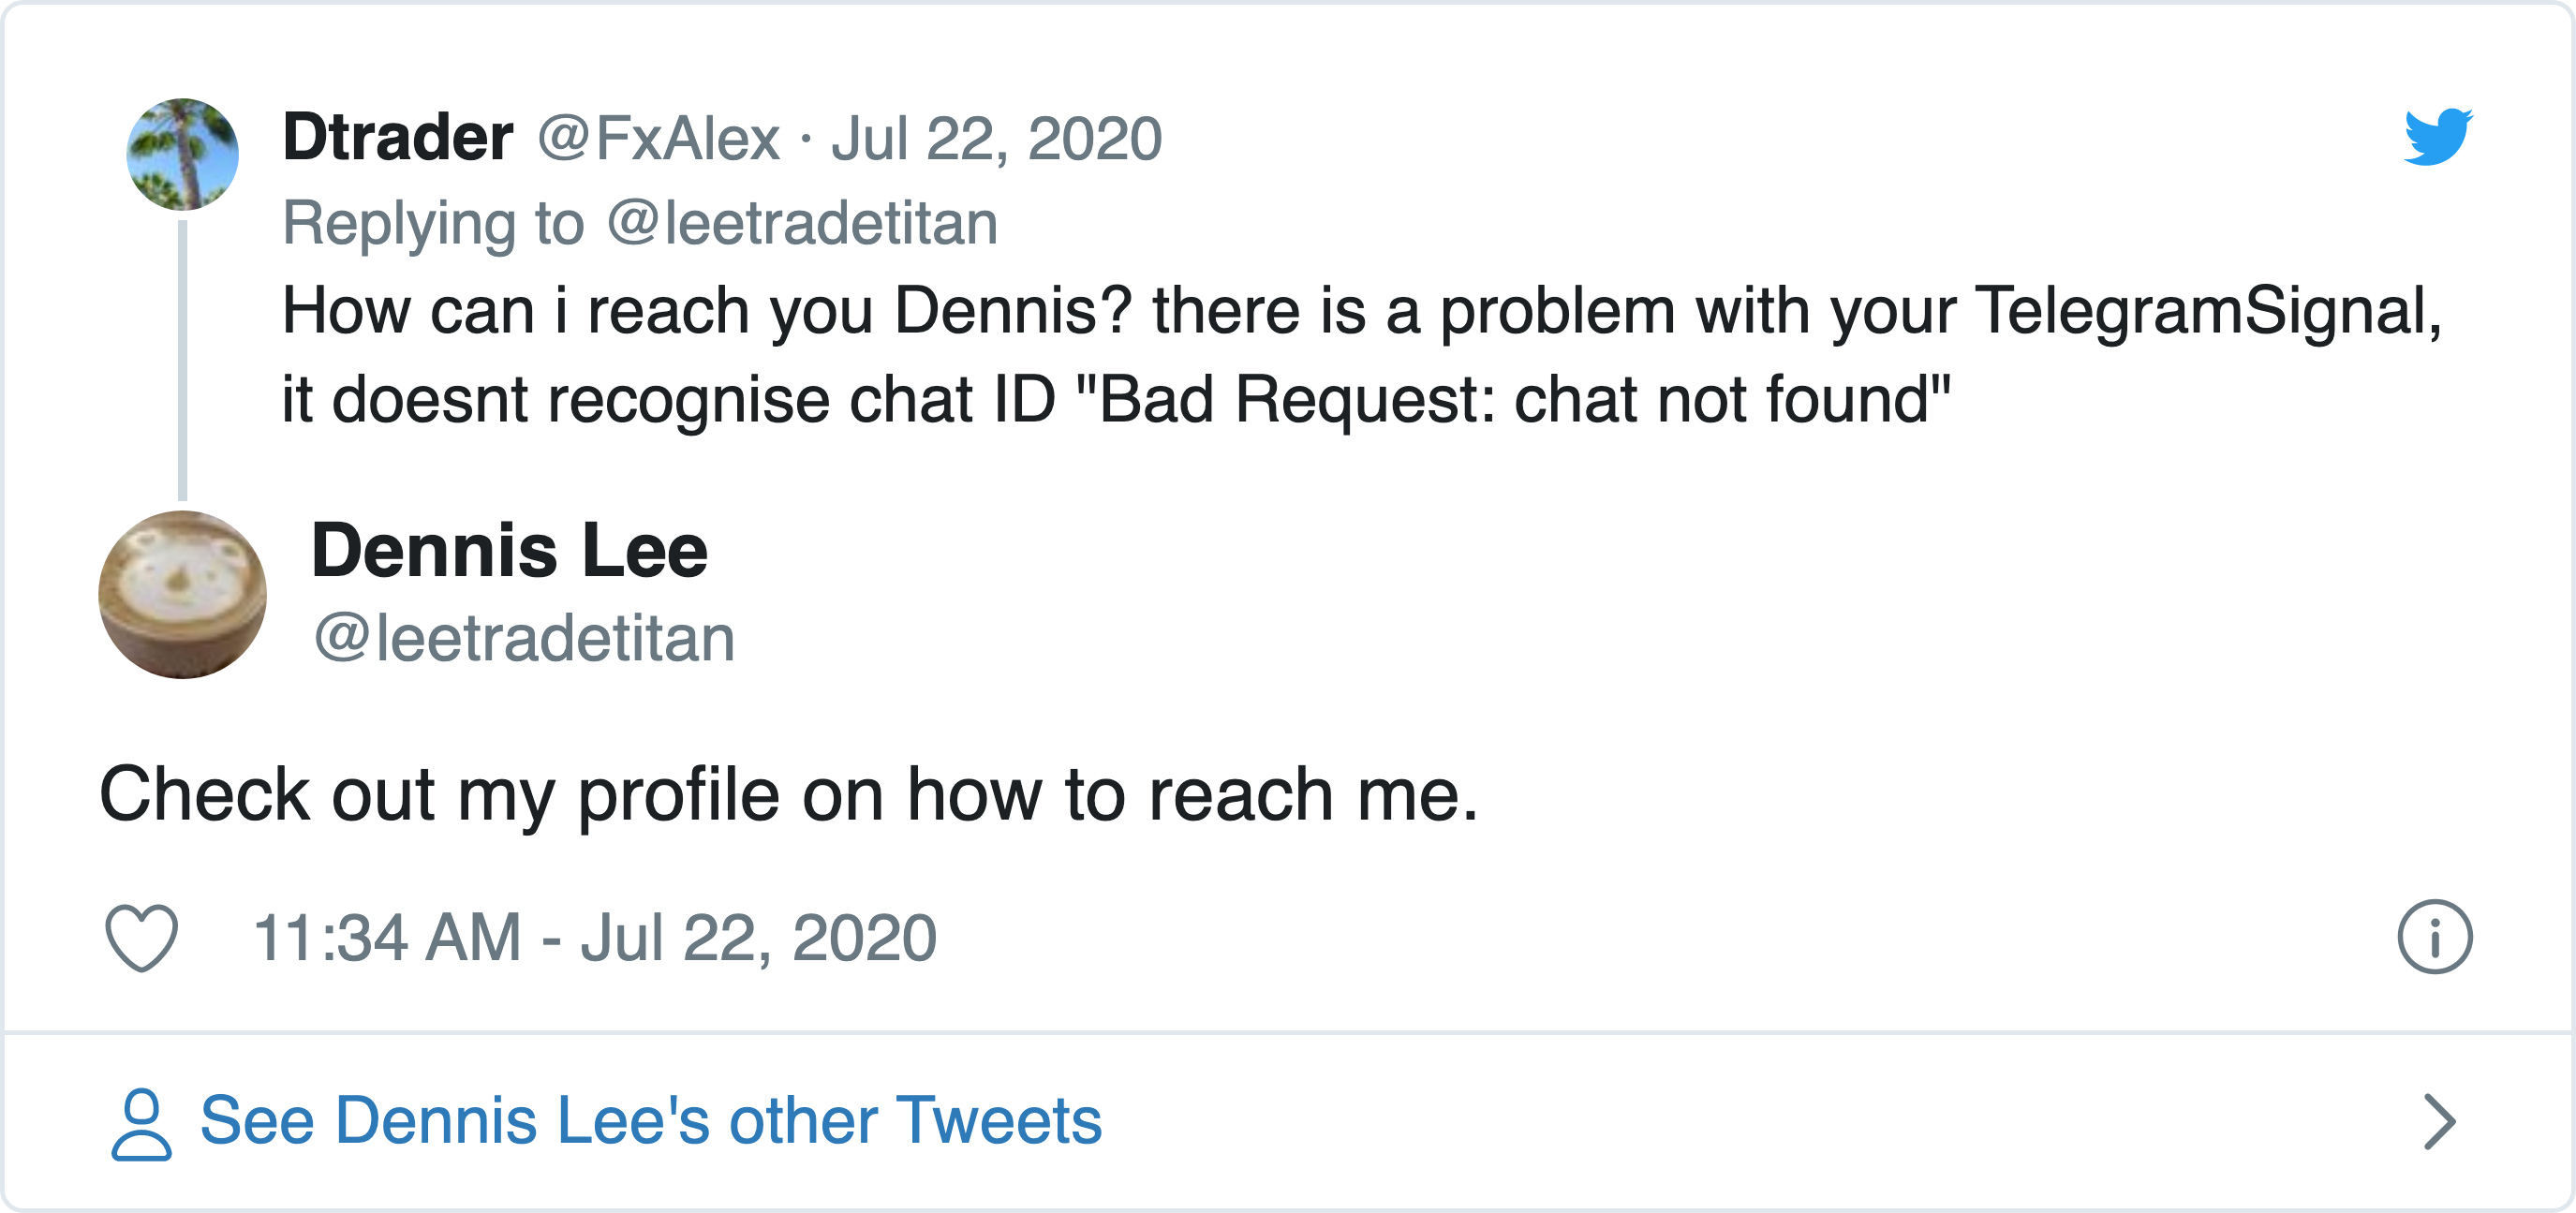 Dtrader @FxAlex · Jul 22, 2020
Replying to @leetradetitan
How can i reach you Dennis? there is a problem with your TelegramSignal,
it doesnt recognise chat ID "Bad Request: chat not found"
Dennis Lee
@leetradetitan
Check out my profile on how to reach me.
11:34 AM - Jul 22, 2020
See Dennis Lee's other Tweets